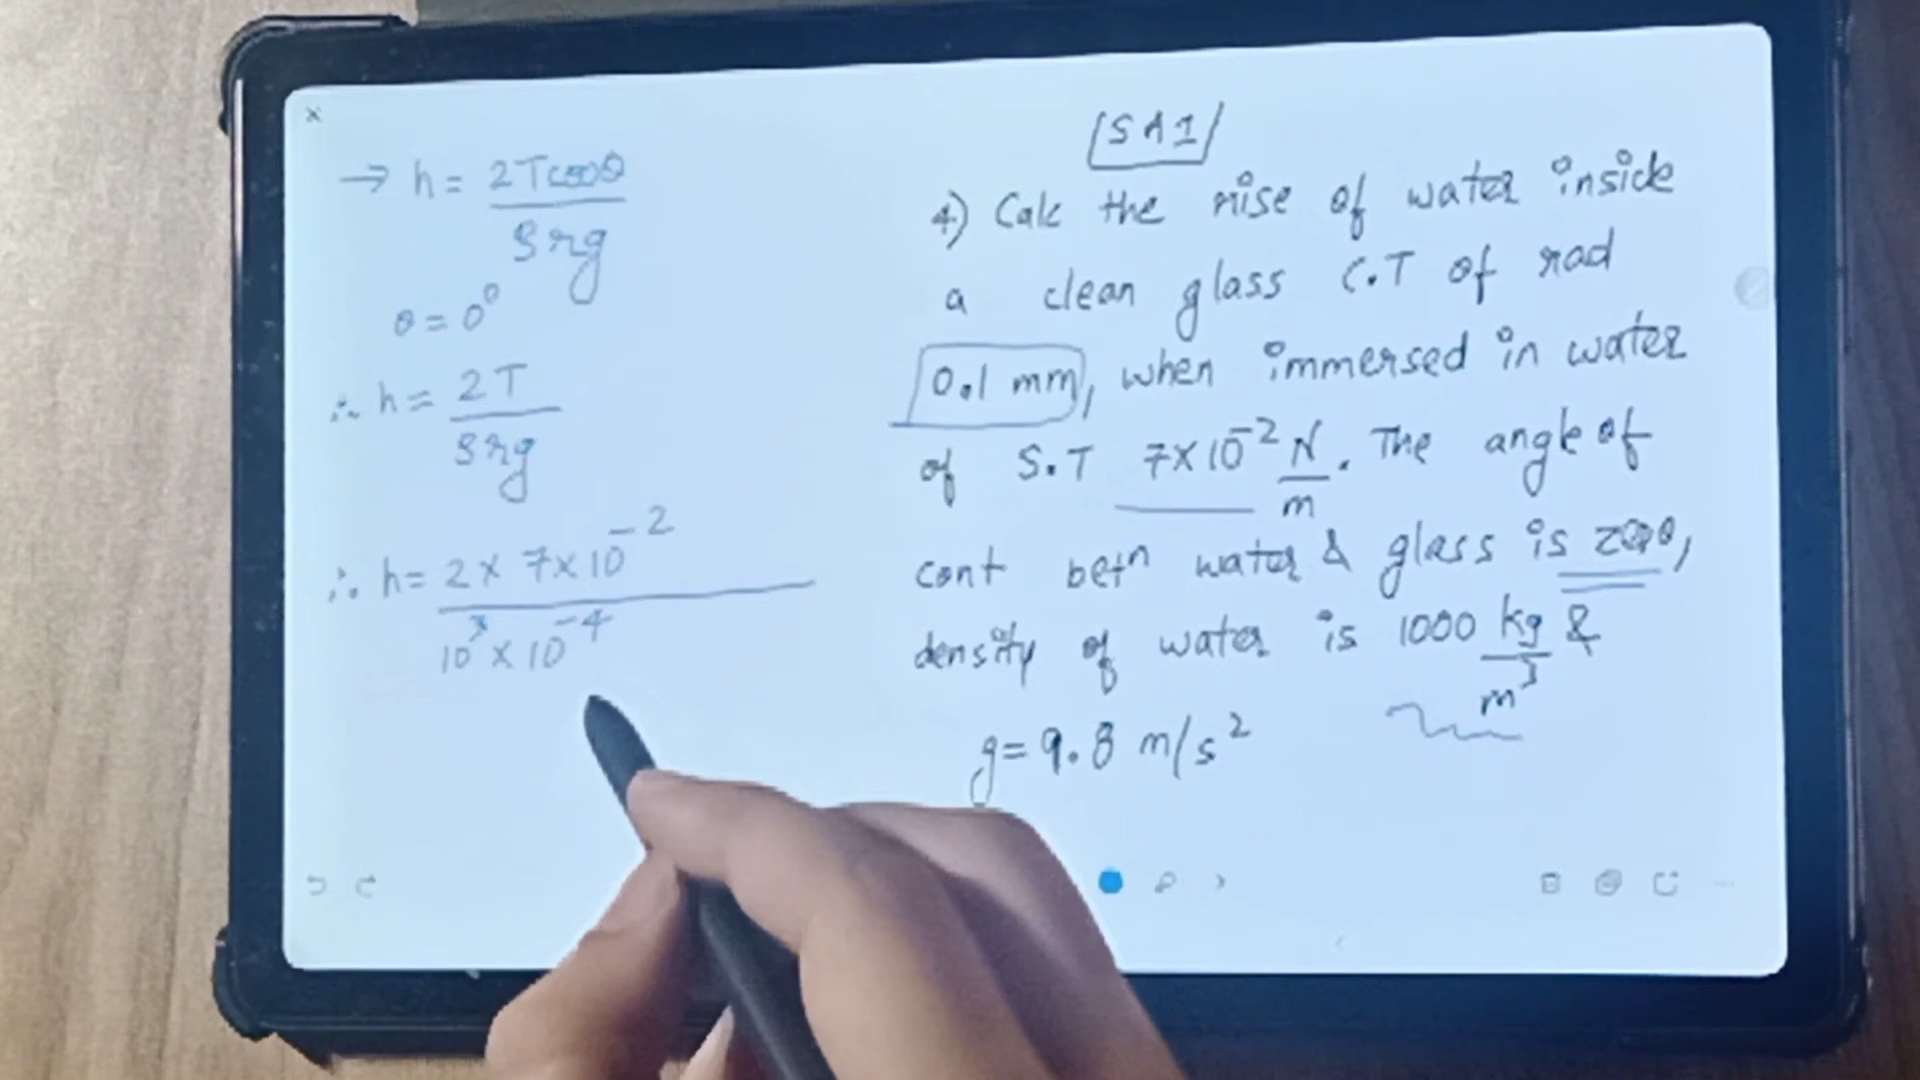 → h = 2Tcosθ
ρrg
θ = 0°
∴ h = 2T
ρrg
∴ h = 2 × 7×10⁻²
10³ × 10⁻⁴
SA1
4) Calc the rise of water inside
a clean glass C.T of rad
0.1 mm, when immersed in water
of S.T 7×10⁻² N/m. The angle of
cont betⁿ water & glass is zero,
density of water is 1000 kg/m³ &
g = 9.8 m/s²